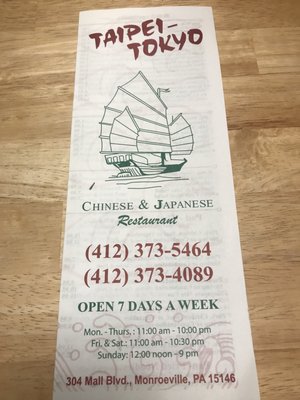 TAIPEI-
TOKYO
CHINESE & JAPANESE
Restaurant
(412) 373-5464
(412) 373-4089
OPEN 7 DAYS A WEEK
Mon. - Thurs.: 11:00 am - 10:00 pm
Fri. & Sat.: 11:00 am - 10:30 pm
Sunday: 12:00 noon - 9 pm
304 Mall Blvd., Monroeville, PA 15146